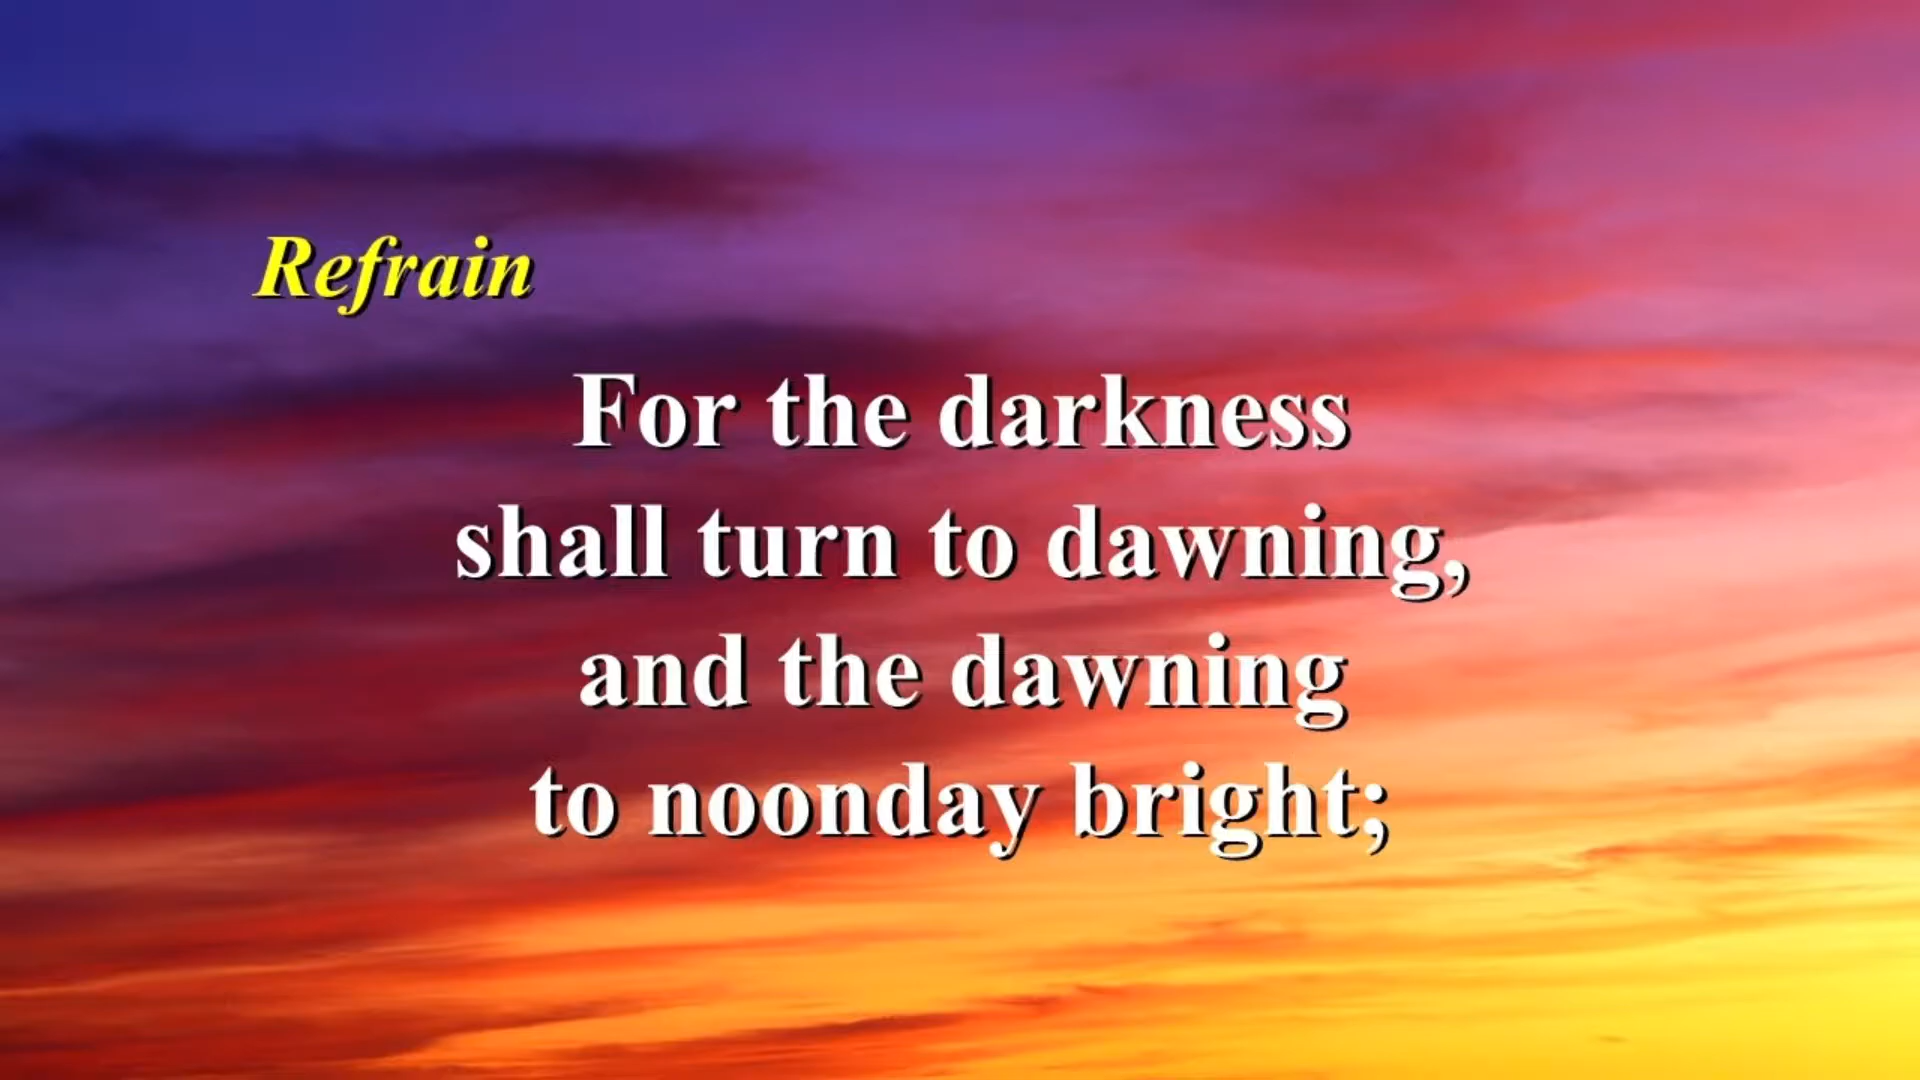 Refrain
For the darkness
shall turn to dawning,
and the dawning
to noonday bright;